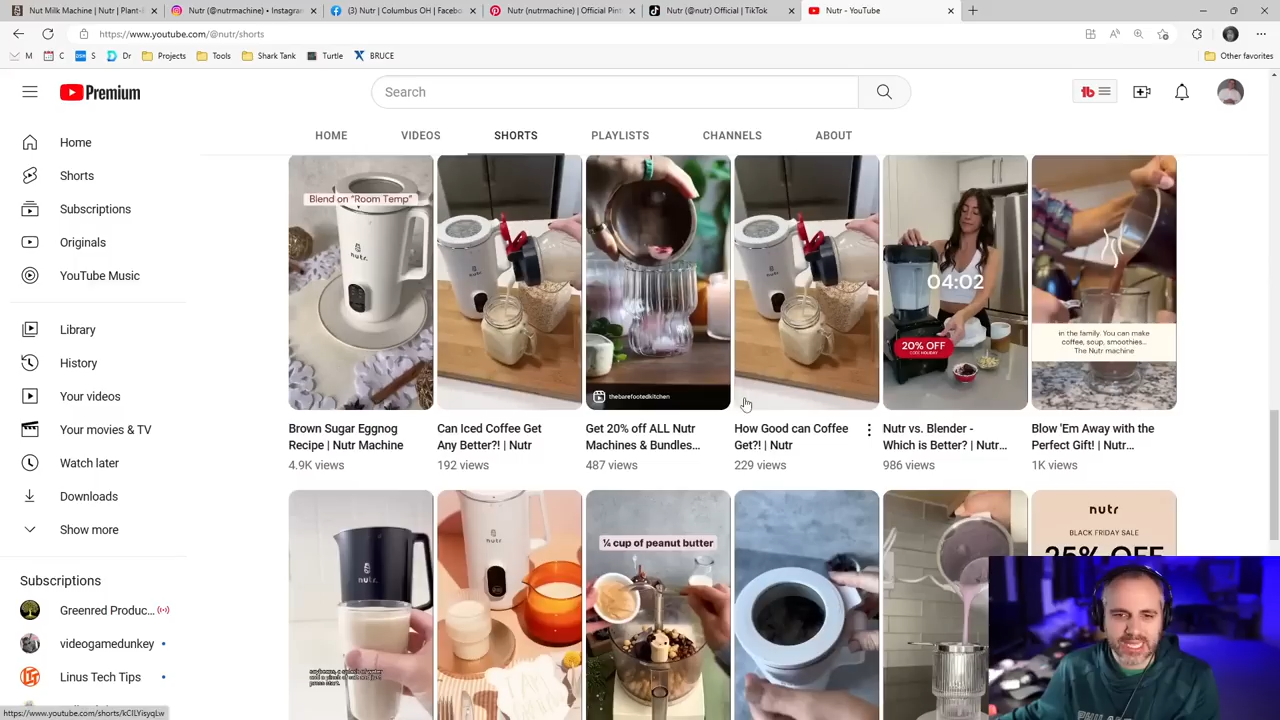 Nut Milk Machine | Nutr | Plant-I
Nutr (@nutrmachine) • Instagram
(3) Nutr | Columbus OH | Faceb
Nutr (nutrmachine) | Official Pint
Nutr (@nutr) Official | TikTok
Nutr - YouTube
https://www.youtube.com/@nutr/shorts
M
C
S
Dr
Projects
Tools
Shark Tank
Turtle
BRUCE
Other favorites
Premium
Search
HOME
VIDEOS
SHORTS
PLAYLISTS
CHANNELS
ABOUT
Home
Shorts
Subscriptions
Originals
YouTube Music
Library
History
Your videos
Your movies & TV
Watch later
Downloads
Show more
Subscriptions
Greenred Produc...
videogamedunkey
Linus Tech Tips
Blend on "Room Temp"
nutr.
thebarefootedkitchen
04:02
20% OFF
CODE HOLIDAY
in the family. You can make
coffee, soup, smoothies...
The Nutr machine
Brown Sugar Eggnog
Recipe | Nutr Machine
4.9K views
Can Iced Coffee Get
Any Better?! | Nutr
192 views
Get 20% off ALL Nutr
Machines & Bundles...
487 views
How Good can Coffee
Get?! | Nutr
229 views
Nutr vs. Blender -
Which is Better? | Nutr...
986 views
Blow 'Em Away with the
Perfect Gift! | Nutr...
1K views
nutr.
nutr.
¼ cup of peanut butter
nutr
BLACK FRIDAY SALE
25% OFF
https://www.youtube.com/shorts/kCILYisyqLw